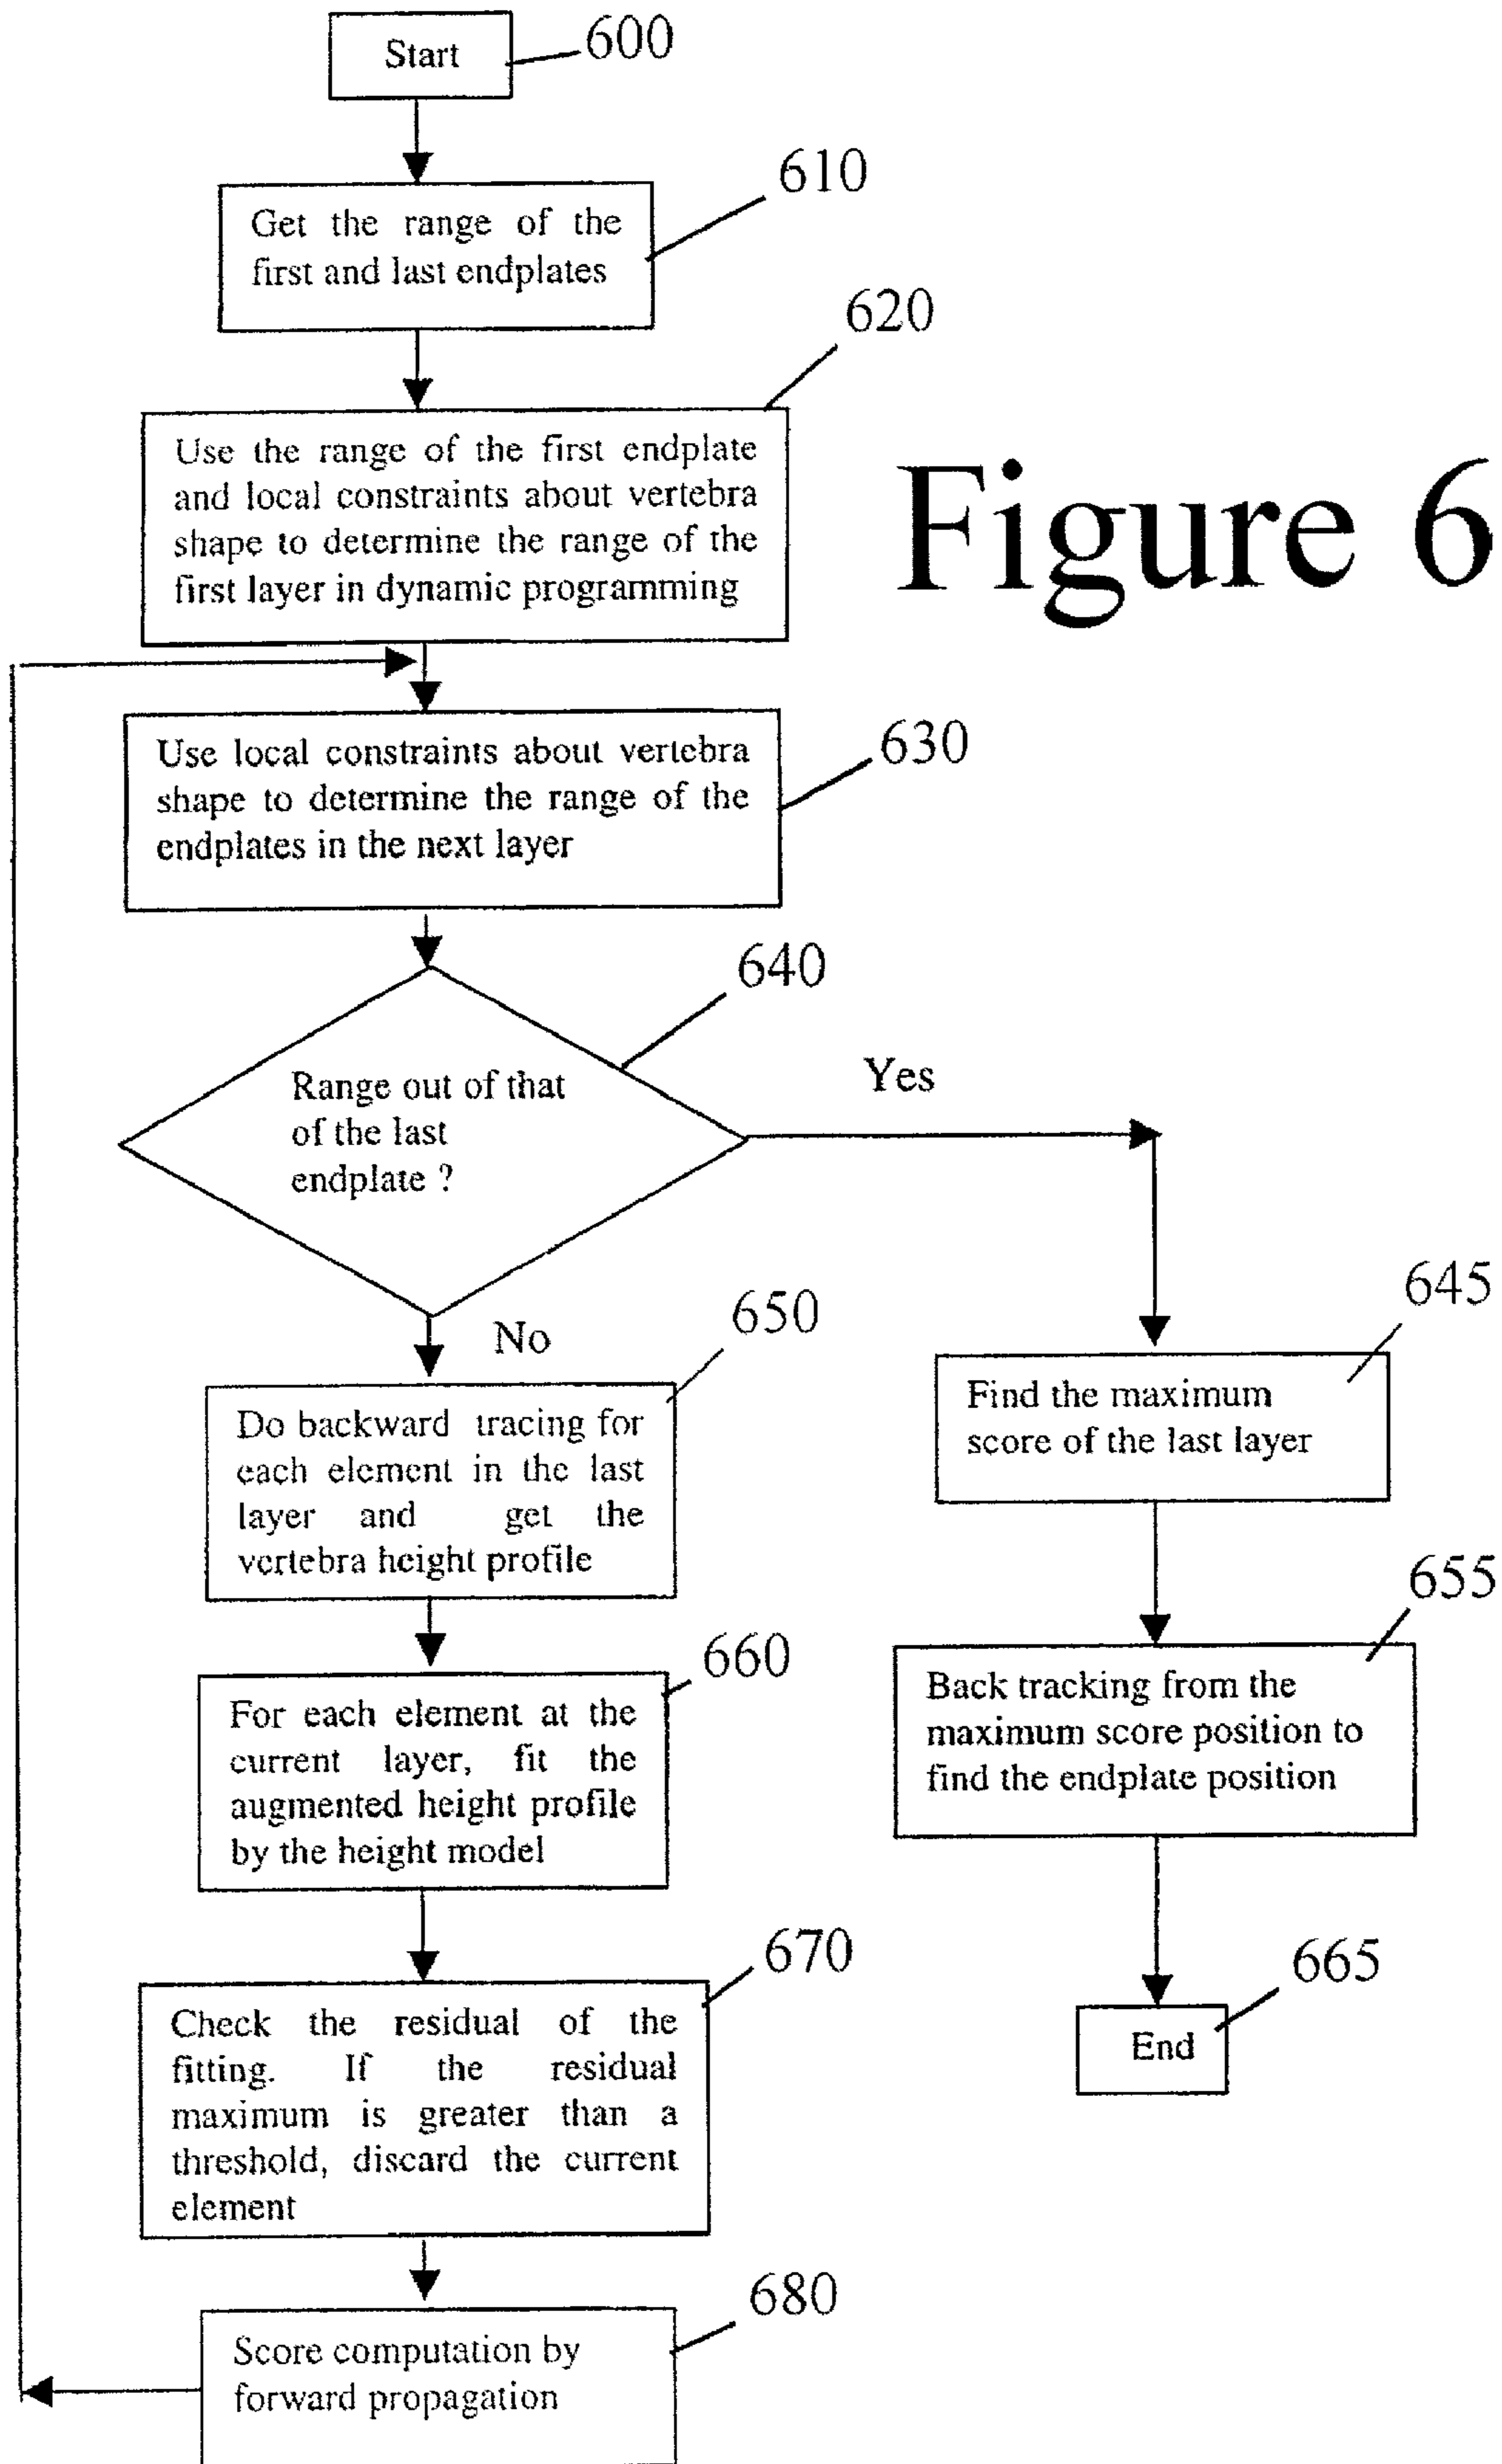 Start
600
610
Get the range of the
first and last endplates
620
Use the range of the first endplate
and local constraints about vertebra
shape to determine the range of the
first layer in dynamic programming
Figure 6
630
Use local constraints about vertebra
shape to determine the range of the
endplates in the next layer
640
Range out of that
of the last
endplate ?
Yes
No
650
Do backward tracing for
each element in the last
layer and get the
vertebra height profile
645
Find the maximum
score of the last layer
660
For each element at the
current layer, fit the
augmented height profile
by the height model
655
Back tracking from the
maximum score position to
find the endplate position
670
Check the residual of the
fitting. If the residual
maximum is greater than a
threshold, discard the current
element
665
End
680
Score computation by
forward propagation